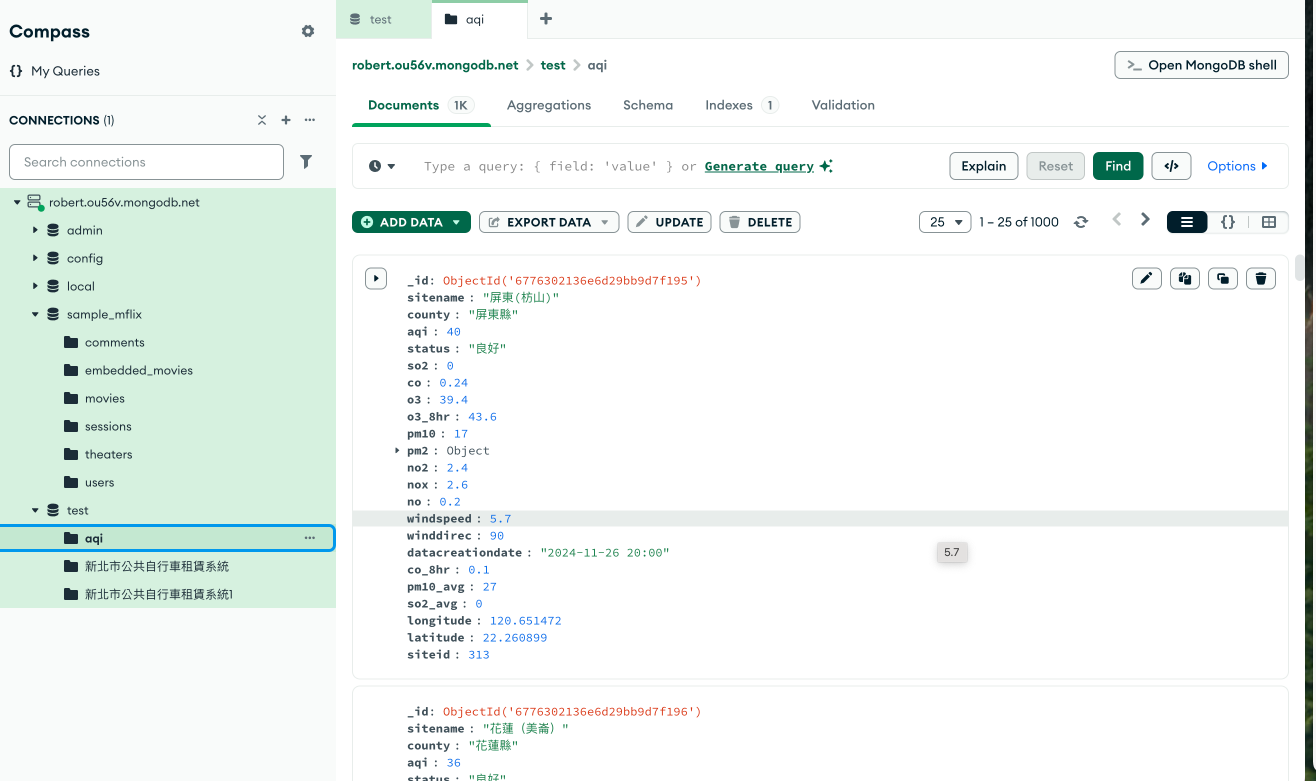 Compass
My Queries
CONNECTIONS (1)
Search connections
robert.ou56v.mongodb.net
admin
config
local
sample_mflix
comments
embedded_movies
movies
sessions
theaters
users
test
aqi
新北市公共自行車租賃系統
新北市公共自行車租賃系統1
test
aqi
robert.ou56v.mongodb.net > test > aqi
>_ Open MongoDB shell
Documents 1K Aggregations Schema Indexes 1 Validation
Type a query: { field: 'value' } or Generate query
Explain Reset Find </> Options
ADD DATA EXPORT DATA UPDATE DELETE
25 1 – 25 of 1000 {}
_id: ObjectId('6776302136e6d29bb9d7f195')
sitename : "屏東(枋山)"
county : "屏東縣"
aqi : 40
status : "良好"
so2 : 0
co : 0.24
o3 : 39.4
o3_8hr : 43.6
pm10 : 17
pm2 : Object
no2 : 2.4
nox : 2.6
no : 0.2
windspeed : 5.7
winddirec : 90
datacreationdate : "2024-11-26 20:00"
5.7
co_8hr : 0.1
pm10_avg : 27
so2_avg : 0
longitude : 120.651472
latitude : 22.260899
siteid : 313
_id: ObjectId('6776302136e6d29bb9d7f196')
sitename : "花蓮（美崙）"
county : "花蓮縣"
aqi : 36
status : "良好"